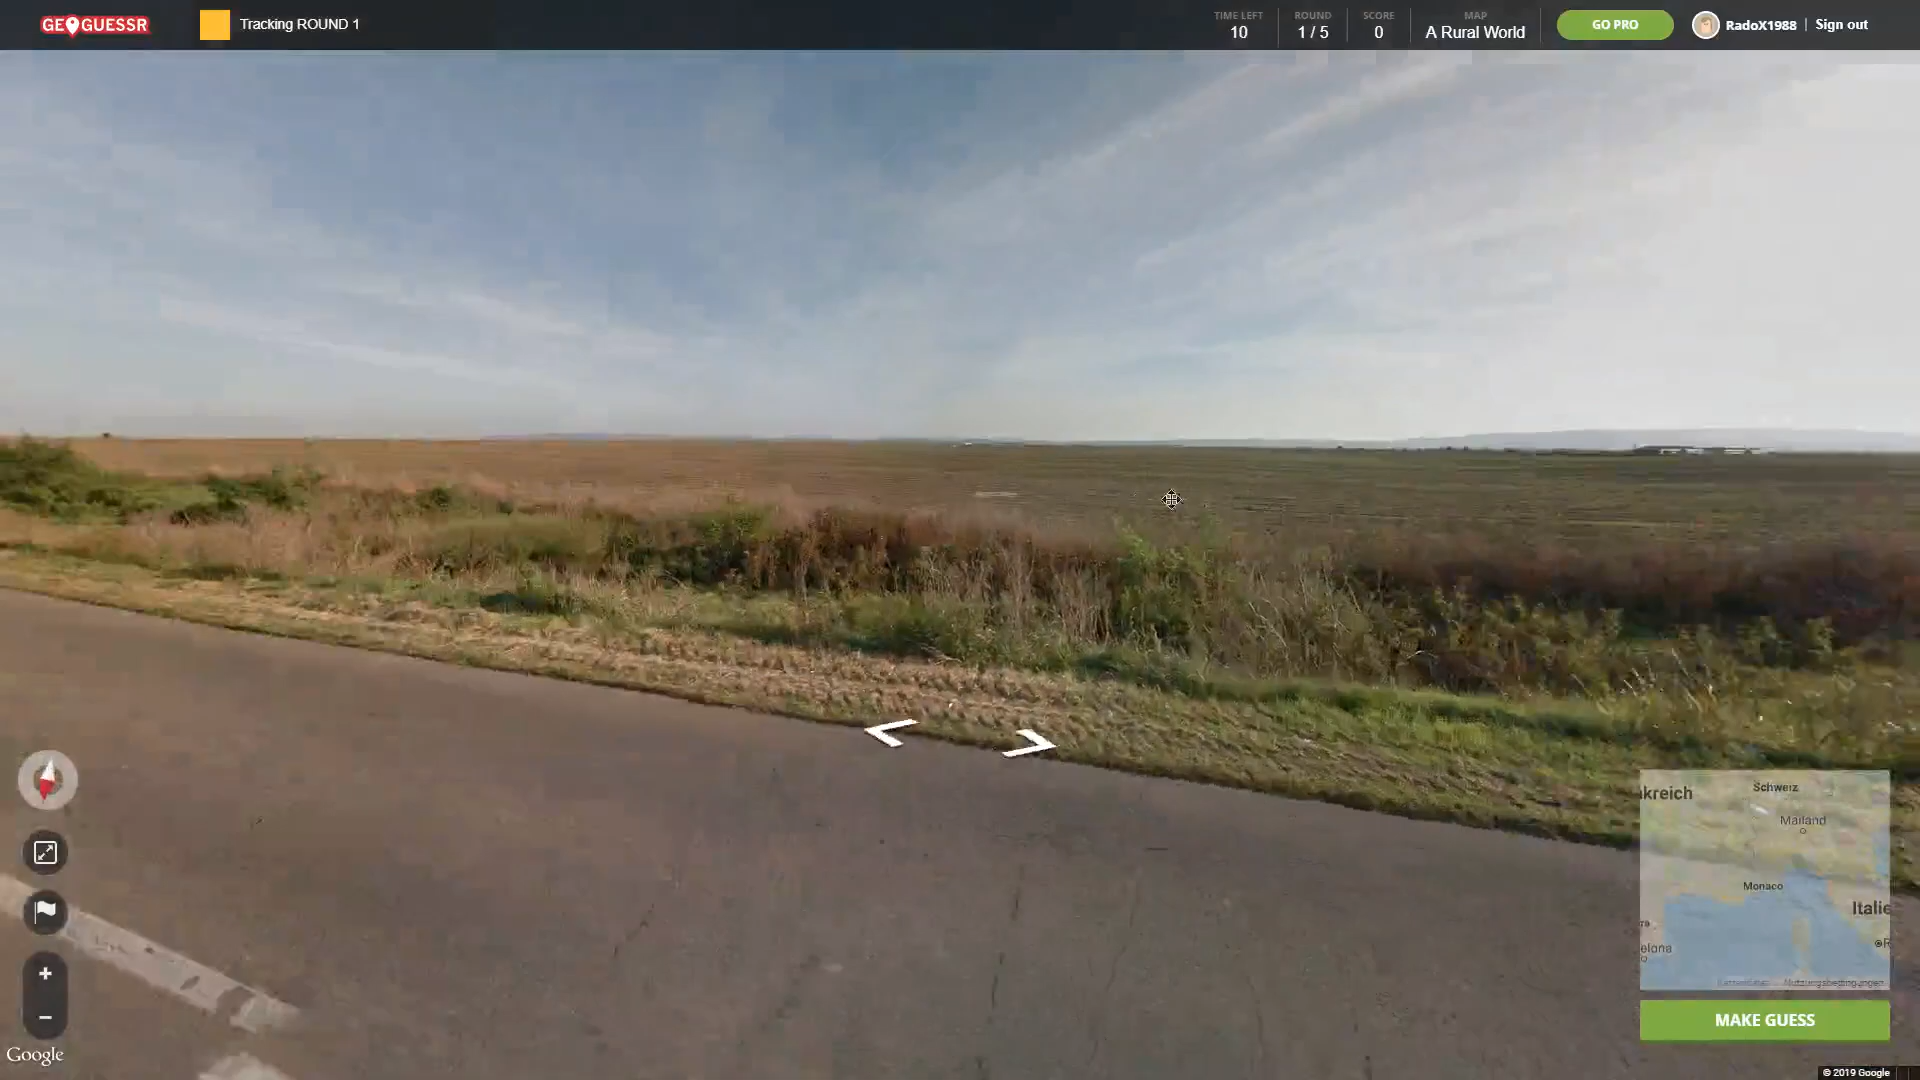 GEOGUESSR
Tracking ROUND 1
TIME LEFT
10
ROUND
1 / 5
SCORE
0
MAP
A Rural World
GO PRO
RadoX1988 | Sign out
kreich
Schweiz
Mailand
Monaco
Italie
elona
Nutzungsbedingungen
+
−
MAKE GUESS
Google
© 2019 Google